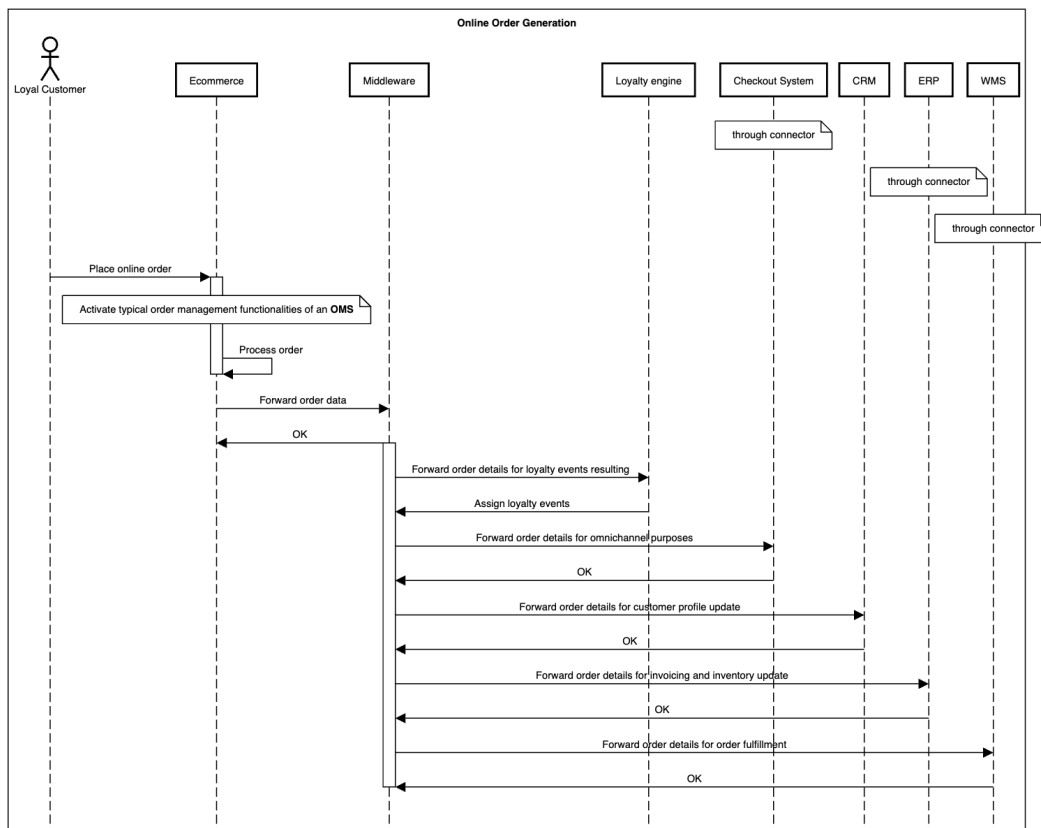 Online Order Generation
Loyal Customer
Ecommerce
Middleware
Loyalty engine
Checkout System
CRM
ERP
WMS
through connector
through connector
through connector
Place online order
Activate typical order management functionalities of an OMS
Process order
Forward order data
OK
Forward order details for loyalty events resulting
Assign loyalty events
Forward order details for omnichannel purposes
OK
Forward order details for customer profile update
OK
Forward order details for invoicing and inventory update
OK
Forward order details for order fulfillment
OK